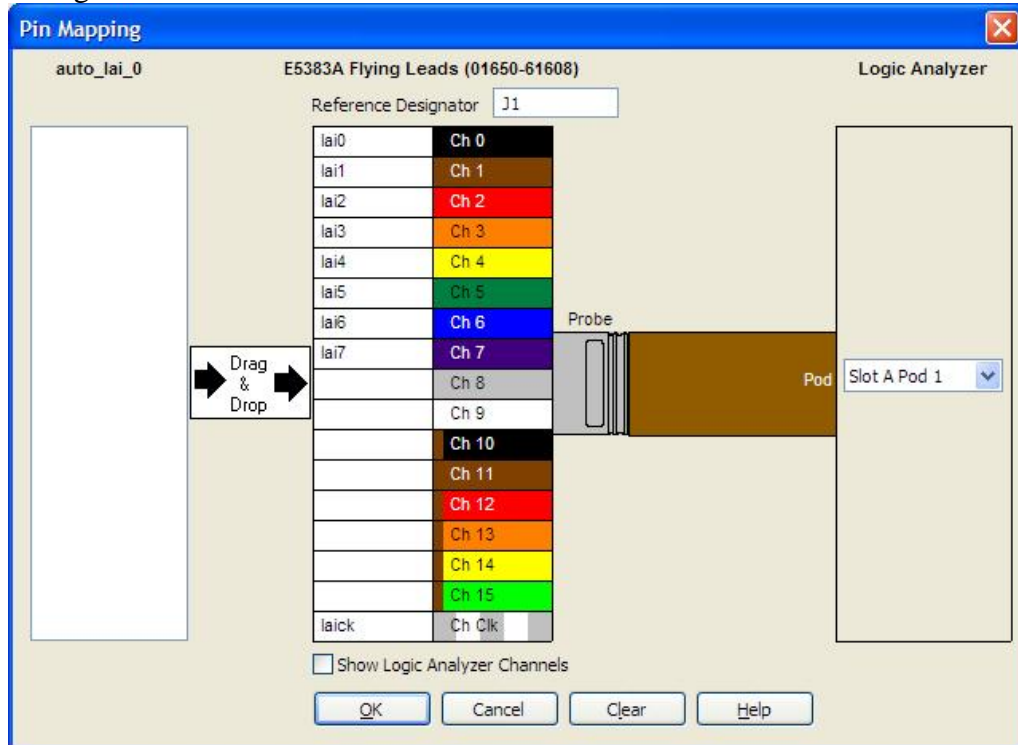 Pin Mapping
auto_lai_0 E5383A Flying Leads (01650-61608) Logic Analyzer
Reference Designator J1
lai0 Ch 0
lai1 Ch 1
lai2 Ch 2
lai3 Ch 3
lai4 Ch 4
lai5 Ch 5
lai6 Ch 6
lai7 Ch 7
Ch 8
Ch 9
Ch 10
Ch 11
Ch 12
Ch 13
Ch 14
Ch 15
laick Ch Clk
Drag
&
Drop
Probe
Pod
Slot A Pod 1
Show Logic Analyzer Channels
OK Cancel Clear Help